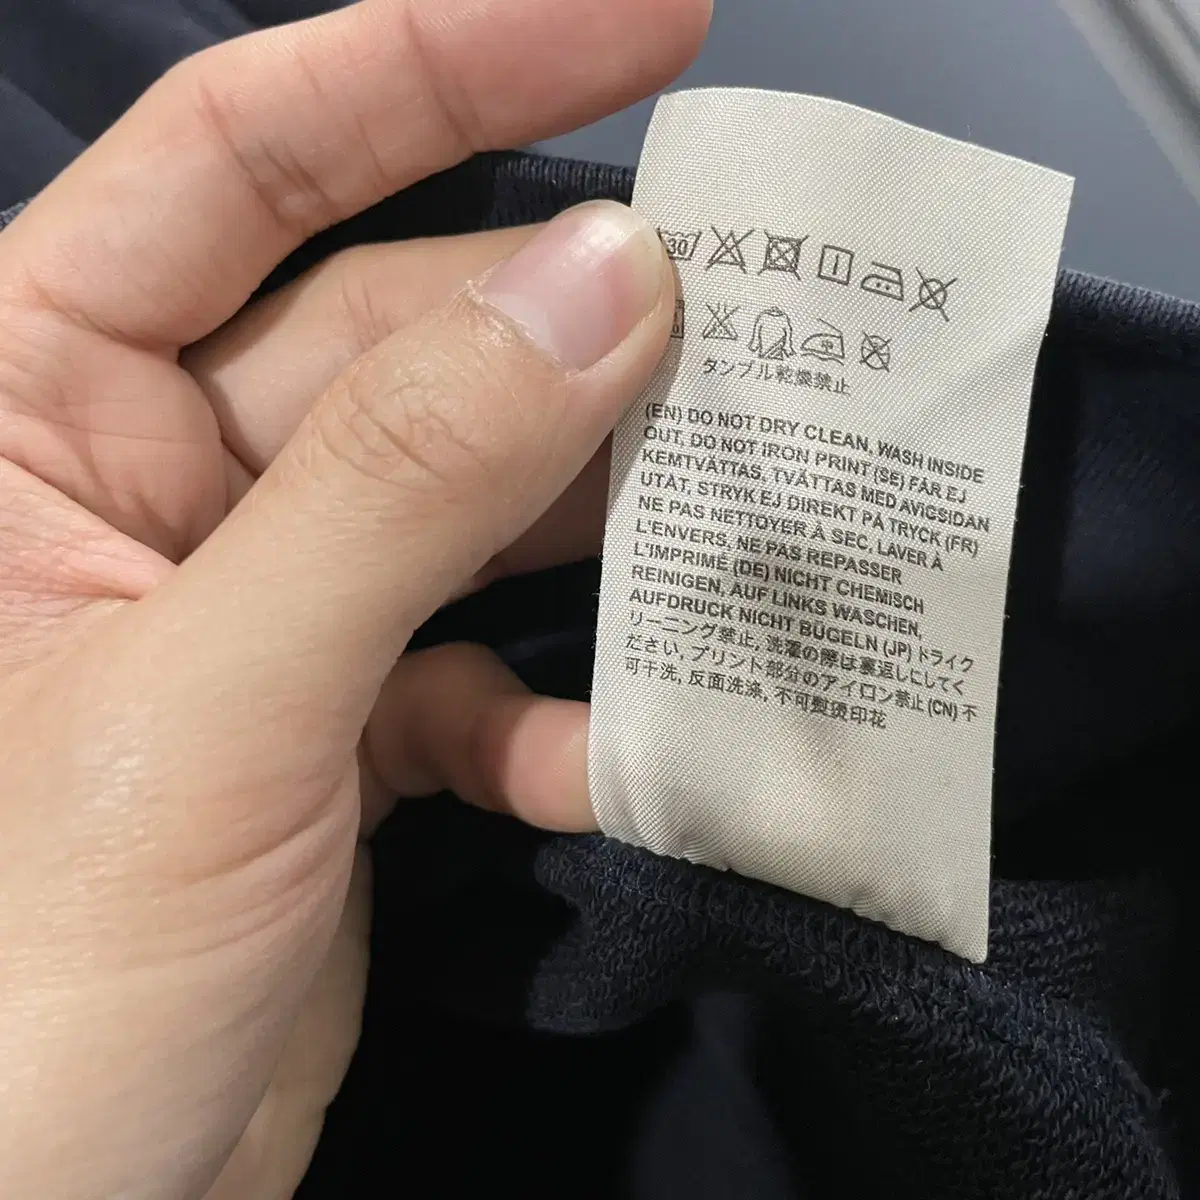 30
タンブル乾燥禁止
(EN) DO NOT DRY CLEAN, WASH INSIDE
OUT, DO NOT IRON PRINT (SE) FÅR EJ
KEMTVÄTTAS, TVÄTTAS MED AVIGSIDAN
UTÅT, STRYK EJ DIREKT PÅ TRYCK (FR)
NE PAS NETTOYER À SEC, LAVER À
L'ENVERS, NE PAS REPASSER
L'IMPRIMÉ (DE) NICHT CHEMISCH
REINIGEN, AUF LINKS WASCHEN,
AUFDRUCK NICHT BÜGELN (JP) ドライク
リーニング禁止, 洗濯の際は裏返しにしてく
ださい, プリント部分のアイロン禁止 (CN) 不
可干洗, 反面洗涤, 不可熨烫印花